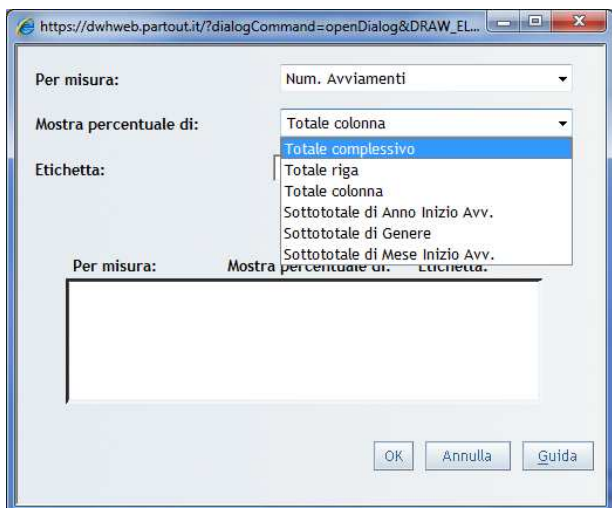 https://dwhweb.partout.it/?dialogCommand=openDialog&DRAW_EL...
Per misura: Num. Avviamenti
Mostra percentuale di: Totale colonna
Totale complessivo
Etichetta: Totale riga
Totale colonna
Sottototale di Anno Inizio Avv.
Sottototale di Genere
Sottototale di Mese Inizio Avv.
Per misura: Mostra percentuale di: Etichetta:
OK Annulla Guida